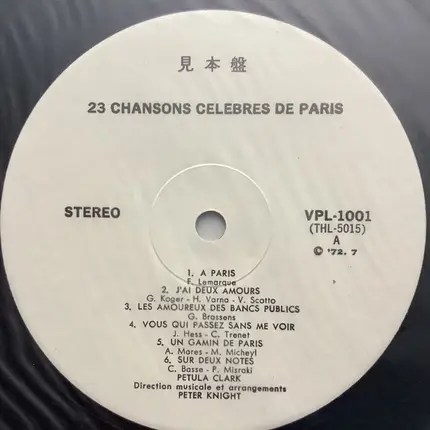 見本盤
23 CHANSONS CELEBRES DE PARIS
STEREO
VPL-1001
(THL-5015)
A
© '72. 7
1. A PARIS
F. Lemarque
2. J'AI DEUX AMOURS
G. Koger - H. Varna - V. Scotto
3. LES AMOUREUX DES BANCS PUBLICS
G. Brassens
4. VOUS QUI PASSEZ SANS ME VOIR
J. Hess - C. Trenet
5. UN GAMIN DE PARIS
A. Mares - M. Micheyl
6. SUR DEUX NOTES
C. Basse - P. Misraki
PETULA CLARK
Direction musicale et arrangements
PETER KNIGHT